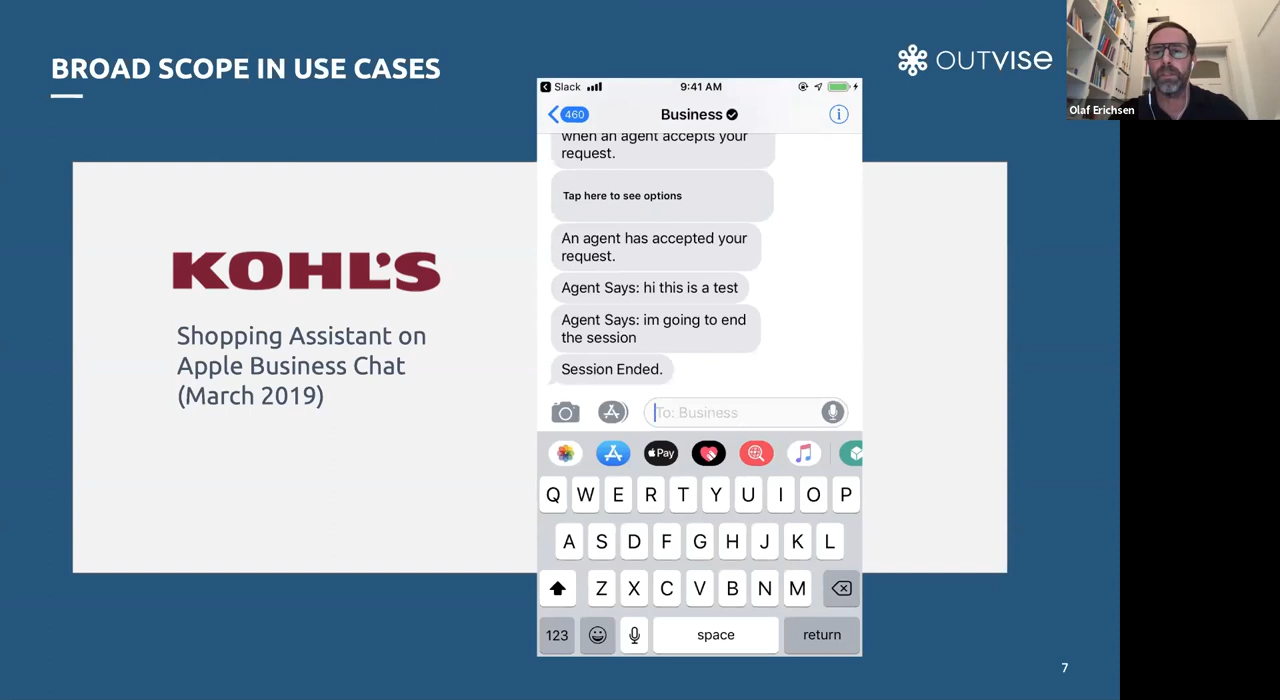 BROAD SCOPE IN USE CASES
OUTVISE
Olaf Erichsen
KOHL'S
Shopping Assistant on
Apple Business Chat
(March 2019)
Slack
9:41 AM
460
Business
i
when an agent accepts your
request.
Tap here to see options
An agent has accepted your
request.
Agent Says: hi this is a test
Agent Says: im going to end
the session
Session Ended.
To: Business
Pay
Q W E R T Y U I O P
A S D F G H J K L
Z X C V B N M
123
space
return
7